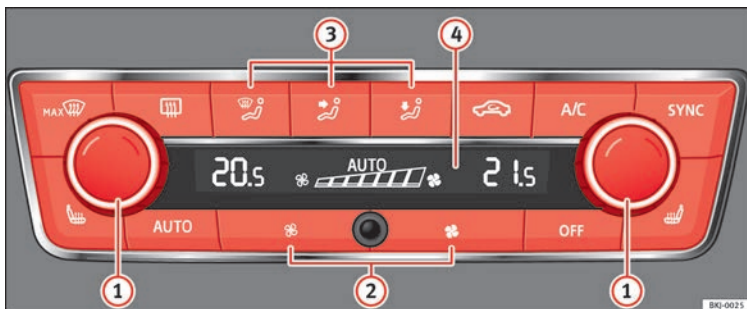 3 4
MAX A/C SYNC
20.5 AUTO 21.5
AUTO OFF
1 2 1
BKJ-0025